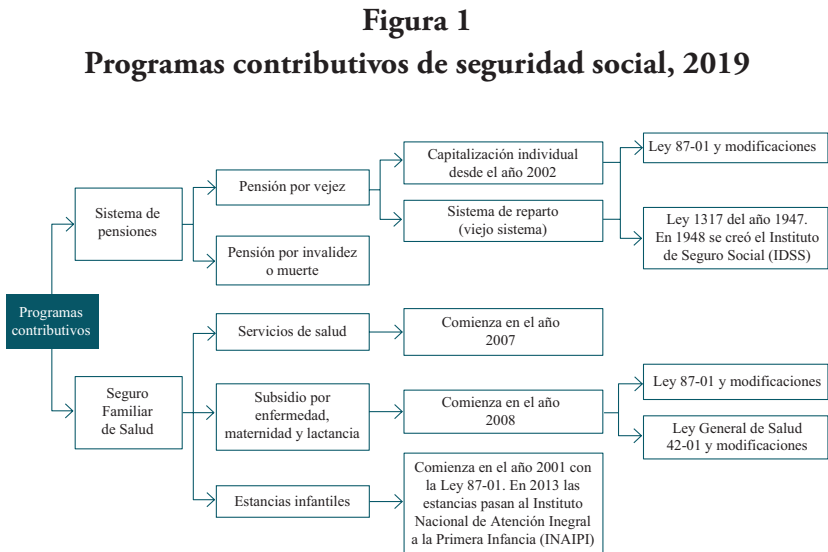 Figura 1
Programas contributivos de seguridad social, 2019
Programas
contributivos
Sistema de
pensiones
Pensión por vejez
Capitalización individual
desde el año 2002
Sistema de reparto
(viejo sistema)
Ley 87-01 y modificaciones
Ley 1317 del año 1947.
En 1948 se creó el Instituto
de Seguro Social (IDSS)
Pensión por invalidez
o muerte
Seguro
Familiar
de Salud
Servicios de salud
Comienza en el año
2007
Subsidio por
enfermedad,
maternidad y lactancia
Comienza en el año
2008
Ley 87-01 y modificaciones
Ley General de Salud
42-01 y modificaciones
Estancias infantiles
Comienza en el año 2001 con
la Ley 87-01. En 2013 las
estancias pasan al Instituto
Nacional de Atención Inegral
a la Primera Infancia (INAIPI)